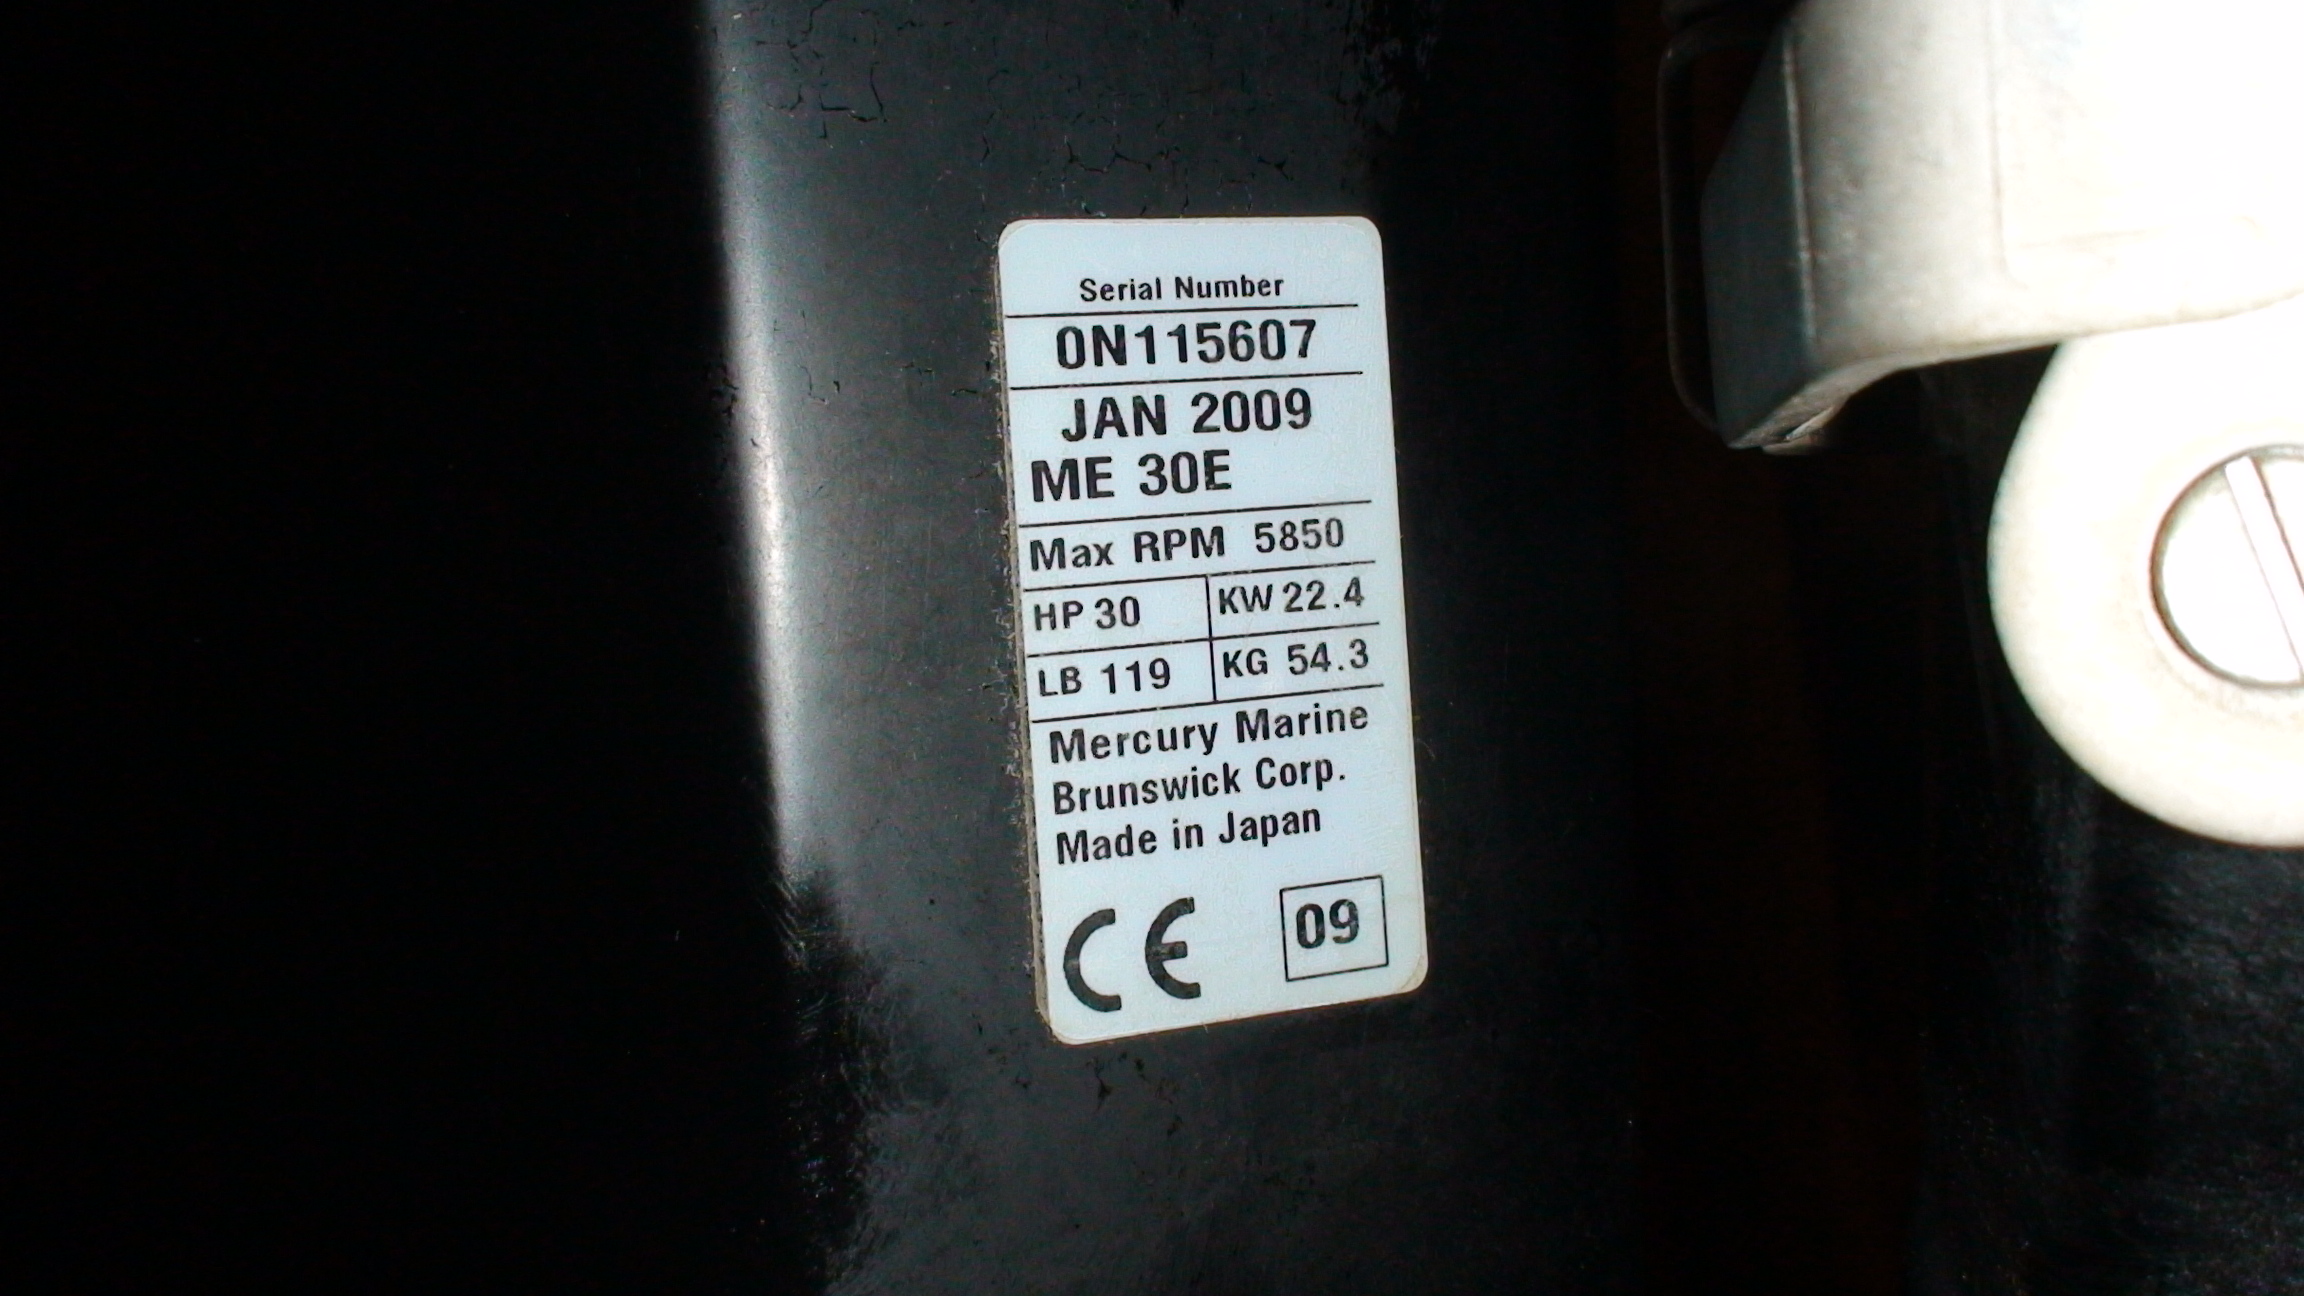 Serial Number
0N115607
JAN 2009
ME 30E
Max RPM 5850
HP 30 KW 22.4
LB 119 KG 54.3
Mercury Marine
Brunswick Corp.
Made in Japan
CE 09